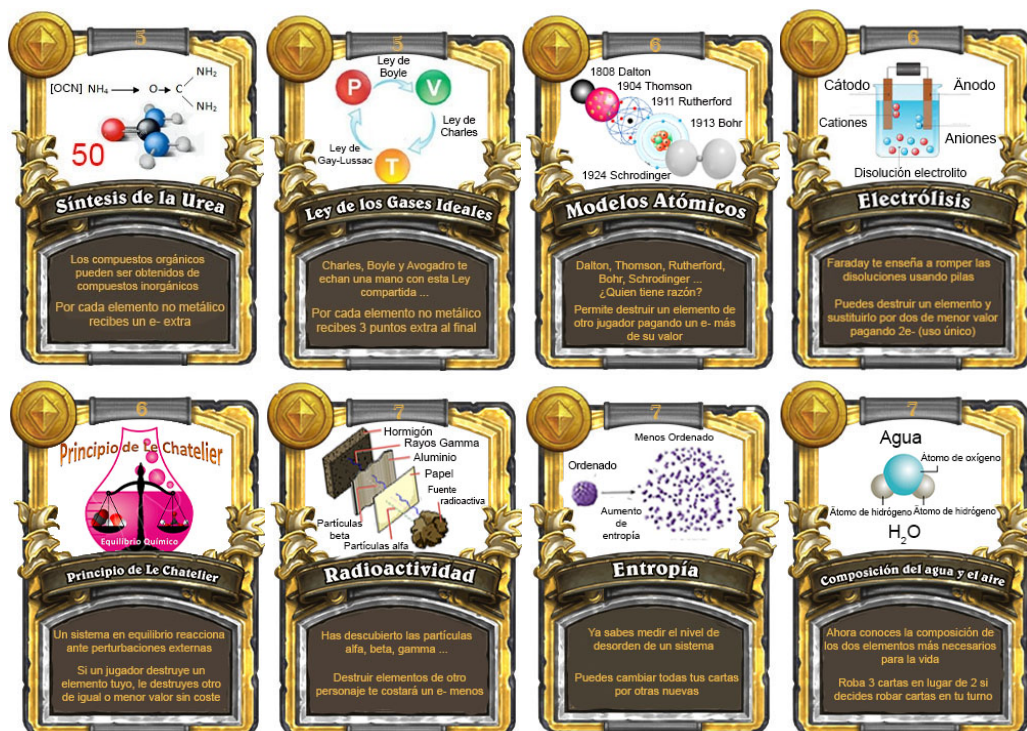 5
[OCN] NH4 → O → C
NH2
NH2
50
Síntesis de la Urea
Los compuestos orgánicos
pueden ser obtenidos de
compuestos inorgánicos
Por cada elemento no metálico
recibes un e- extra
5
Ley de
Boyle
P
V
Ley de
Charles
Ley de
Gay-Lussac
T
Ley de los Gases Ideales
Charles, Boyle y Avogadro te
echan una mano con esta Ley
compartida ...
Por cada elemento no metálico
recibes 3 puntos extra al final
6
1808 Dalton
1904 Thomson
1911 Rutherford
1913 Bohr
1924 Schrodinger
Modelos Atómicos
Dalton, Thomson, Rutherford,
Bohr, Schrodinger ...
¿Quien tiene razón?
Permite destruir un elemento de
otro jugador pagando un e- más
de su valor
6
Cátodo
Änodo
Cationes
Aniones
Disolución electrolito
Electrólisis
Faraday te enseña a romper las
disoluciones usando pilas
Puedes destruir un elemento y
sustituirlo por dos de menor valor
pagando 2e- (uso único)
6
Principio de Le Chatelier
Equilibrio Químico
Principio de Le Chatelier
Un sistema en equilibrio reacciona
ante perturbaciones externas
Si un jugador destruye un
elemento tuyo, le destruyes otro
de igual o menor valor sin coste
7
Hormigón
Rayos Gamma
Aluminio
Papel
Fuente
radioactiva
Partículas
beta
Partículas alfa
Radioactividad
Has descubierto las partículas
alfa, beta, gamma ...
Destruir elementos de otro
personaje te costará un e- menos
7
Menos Ordenado
Ordenado
Aumento
de
entropía
Entropía
Ya sabes medir el nivel de
desorden de un sistema
Puedes cambiar todas tus cartas
por otras nuevas
7
Agua
Átomo de oxígeno
Átomo de hidrógeno
Átomo de hidrógeno
H2O
Composición del agua y el aire
Ahora conoces la composición de
los dos elementos más necesarios
para la vida
Roba 3 cartas en lugar de 2 si
decides robar cartas en tu turno